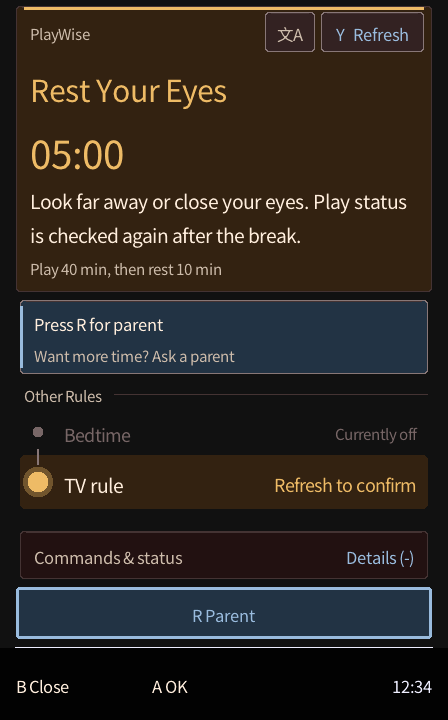 PlayWise
文A
Y Refresh
Rest Your Eyes
05:00
Look far away or close your eyes. Play status
is checked again after the break.
Play 40 min, then rest 10 min
Press R for parent
Want more time? Ask a parent
Other Rules
Bedtime
Currently off
TV rule
Refresh to confirm
Commands & status
Details (-)
R Parent
B Close
A OK
12:34